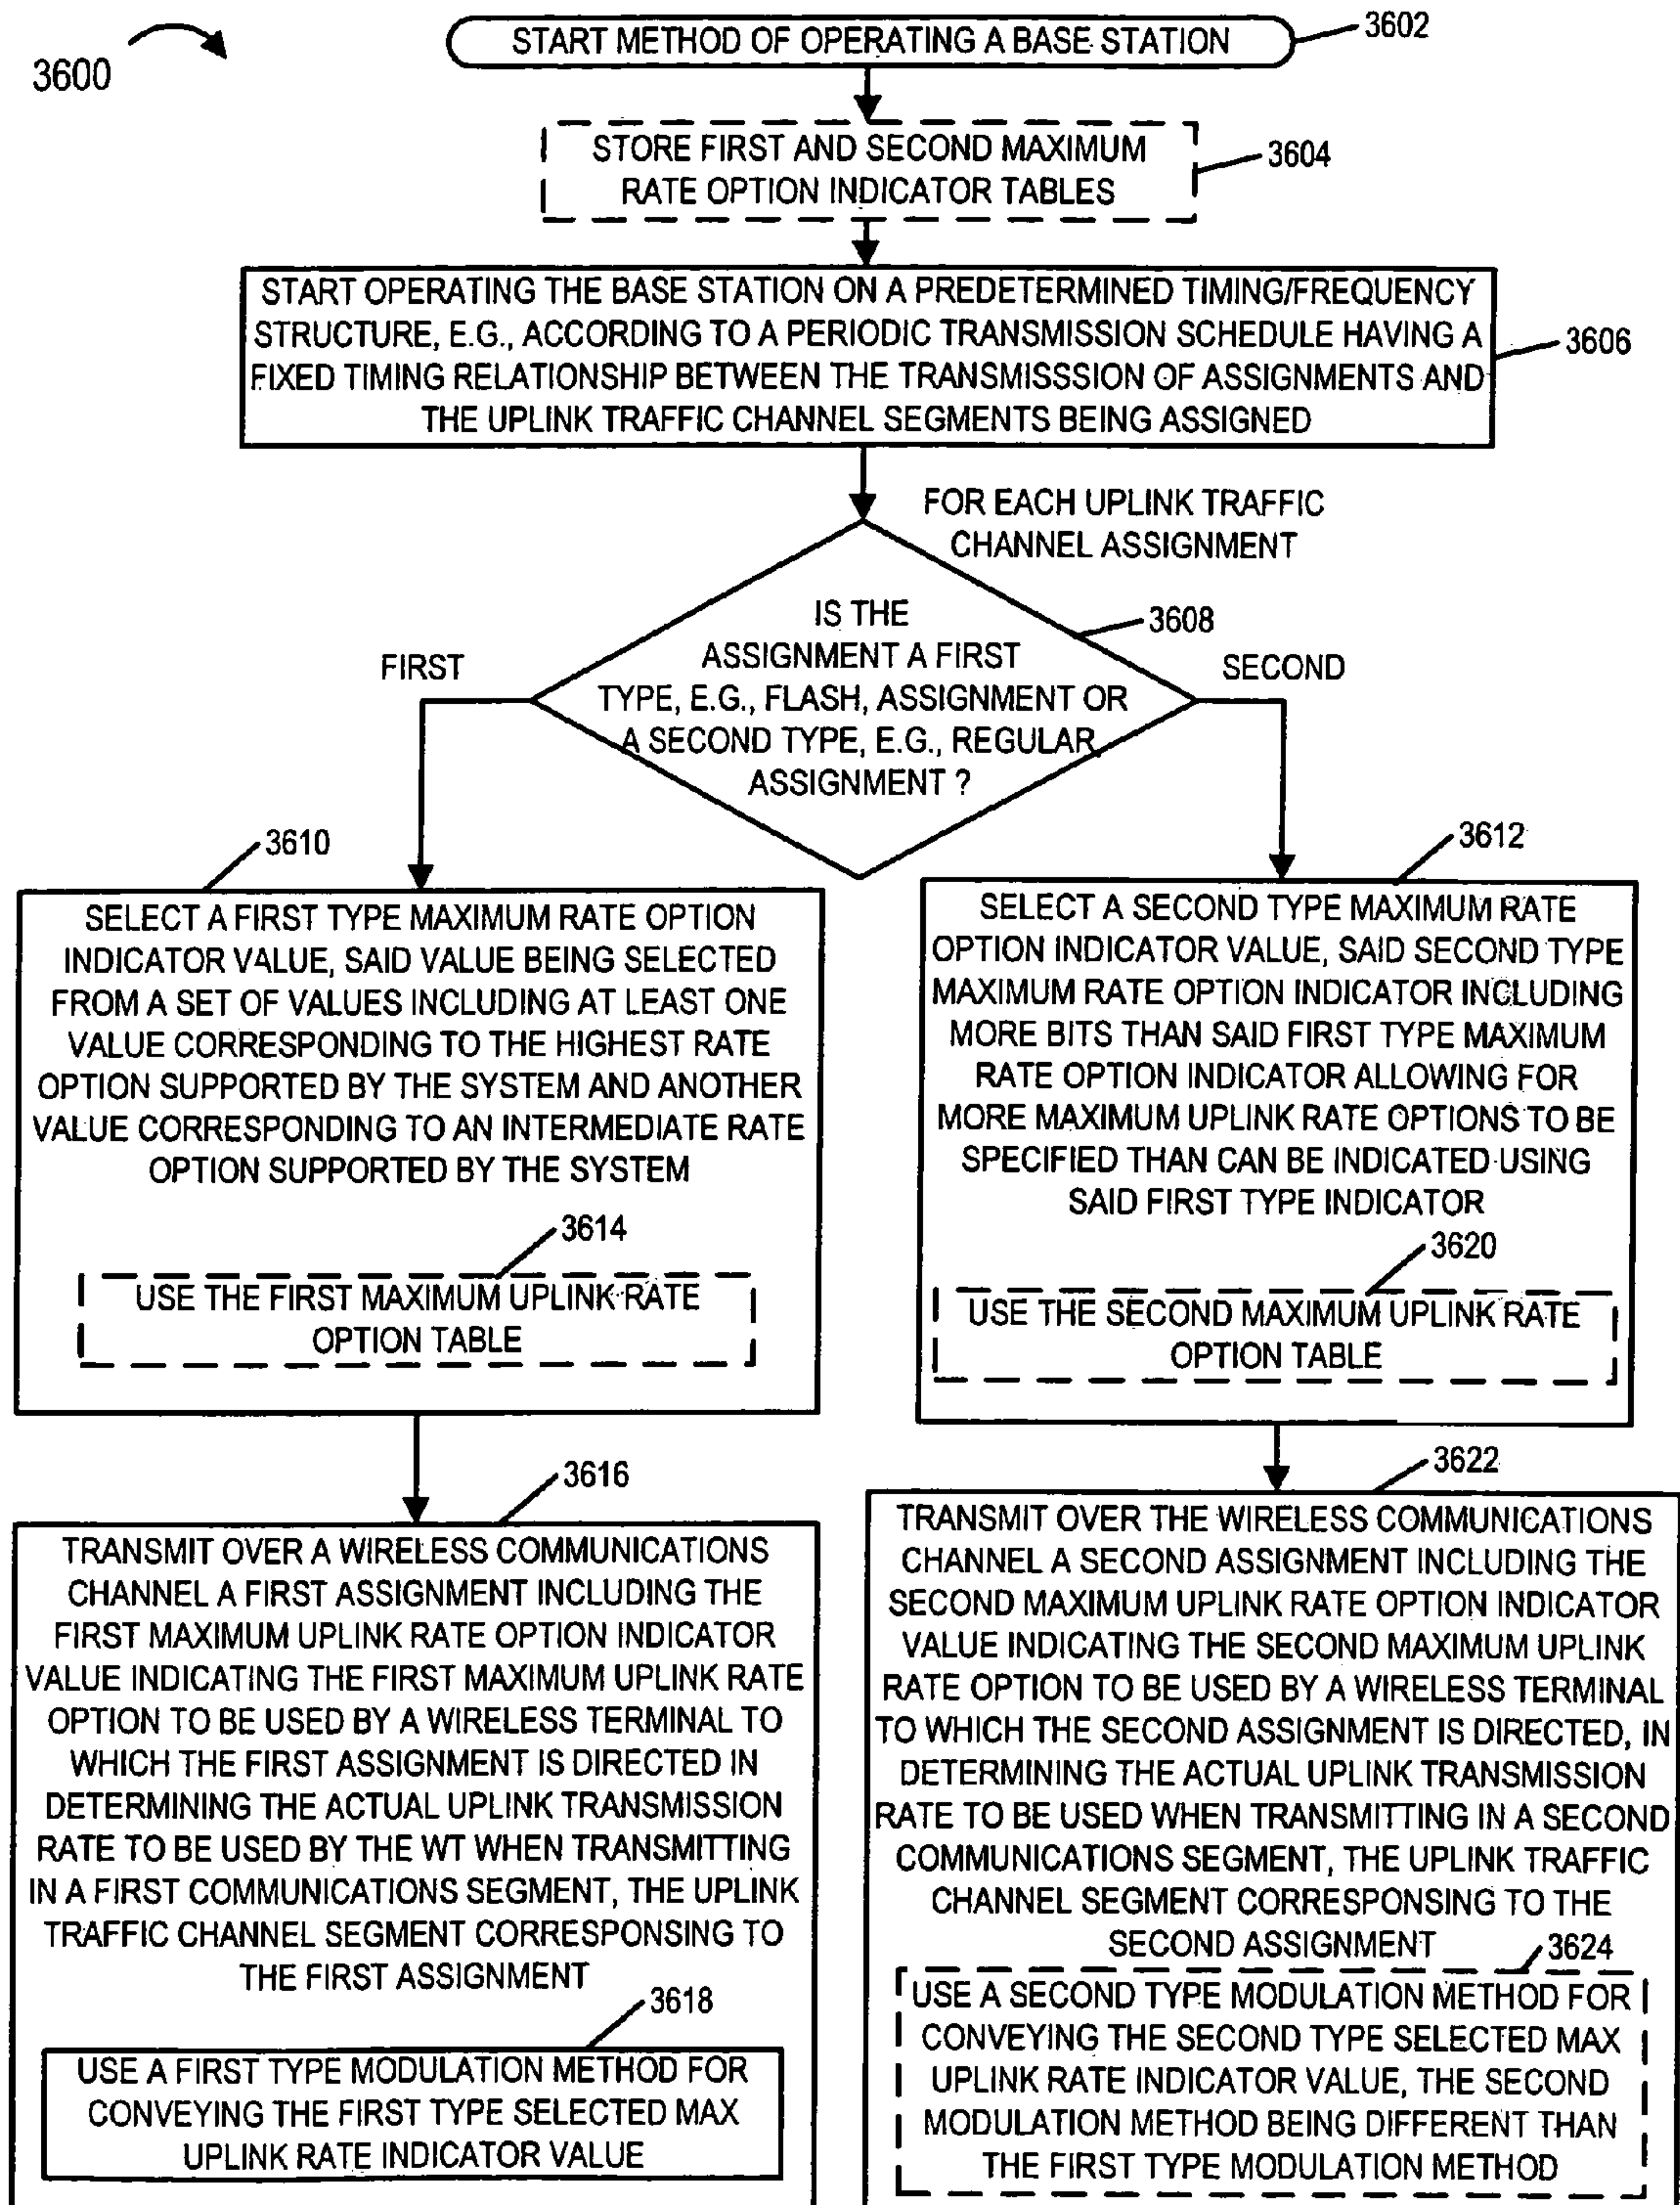 3600
START METHOD OF OPERATING A BASE STATION
3602
STORE FIRST AND SECOND MAXIMUM
RATE OPTION INDICATOR TABLES
3604
START OPERATING THE BASE STATION ON A PREDETERMINED TIMING/FREQUENCY
STRUCTURE, E.G., ACCORDING TO A PERIODIC TRANSMISSION SCHEDULE HAVING A
FIXED TIMING RELATIONSHIP BETWEEN THE TRANSMISSSION OF ASSIGNMENTS AND
THE UPLINK TRAFFIC CHANNEL SEGMENTS BEING ASSIGNED
3606
FOR EACH UPLINK TRAFFIC
CHANNEL ASSIGNMENT
IS THE
ASSIGNMENT A FIRST
TYPE, E.G., FLASH, ASSIGNMENT OR
A SECOND TYPE, E.G., REGULAR
ASSIGNMENT ?
3608
FIRST
SECOND
3610
SELECT A FIRST TYPE MAXIMUM RATE OPTION
INDICATOR VALUE, SAID VALUE BEING SELECTED
FROM A SET OF VALUES INCLUDING AT LEAST ONE
VALUE CORRESPONDING TO THE HIGHEST RATE
OPTION SUPPORTED BY THE SYSTEM AND ANOTHER
VALUE CORRESPONDING TO AN INTERMEDIATE RATE
OPTION SUPPORTED BY THE SYSTEM
3614
USE THE FIRST MAXIMUM UPLINK RATE
OPTION TABLE
3612
SELECT A SECOND TYPE MAXIMUM RATE
OPTION INDICATOR VALUE, SAID SECOND TYPE
MAXIMUM RATE OPTION INDICATOR INCLUDING
MORE BITS THAN SAID FIRST TYPE MAXIMUM
RATE OPTION INDICATOR ALLOWING FOR
MORE MAXIMUM UPLINK RATE OPTIONS TO BE
SPECIFIED THAN CAN BE INDICATED USING
SAID FIRST TYPE INDICATOR
3620
USE THE SECOND MAXIMUM UPLINK RATE
OPTION TABLE
3616
TRANSMIT OVER A WIRELESS COMMUNICATIONS
CHANNEL A FIRST ASSIGNMENT INCLUDING THE
FIRST MAXIMUM UPLINK RATE OPTION INDICATOR
VALUE INDICATING THE FIRST MAXIMUM UPLINK RATE
OPTION TO BE USED BY A WIRELESS TERMINAL TO
WHICH THE FIRST ASSIGNMENT IS DIRECTED IN
DETERMINING THE ACTUAL UPLINK TRANSMISSION
RATE TO BE USED BY THE WT WHEN TRANSMITTING
IN A FIRST COMMUNICATIONS SEGMENT, THE UPLINK
TRAFFIC CHANNEL SEGMENT CORRESPONSING TO
THE FIRST ASSIGNMENT
3618
USE A FIRST TYPE MODULATION METHOD FOR
CONVEYING THE FIRST TYPE SELECTED MAX
UPLINK RATE INDICATOR VALUE
3622
TRANSMIT OVER THE WIRELESS COMMUNICATIONS
CHANNEL A SECOND ASSIGNMENT INCLUDING THE
SECOND MAXIMUM UPLINK RATE OPTION INDICATOR
VALUE INDICATING THE SECOND MAXIMUM UPLINK
RATE OPTION TO BE USED BY A WIRELESS TERMINAL
TO WHICH THE SECOND ASSIGNMENT IS DIRECTED, IN
DETERMINING THE ACTUAL UPLINK TRANSMISSION
RATE TO BE USED WHEN TRANSMITTING IN A SECOND
COMMUNICATIONS SEGMENT, THE UPLINK TRAFFIC
CHANNEL SEGMENT CORRESPONSING TO THE
SECOND ASSIGNMENT
3624
USE A SECOND TYPE MODULATION METHOD FOR
CONVEYING THE SECOND TYPE SELECTED MAX
UPLINK RATE INDICATOR VALUE, THE SECOND
MODULATION METHOD BEING DIFFERENT THAN
THE FIRST TYPE MODULATION METHOD